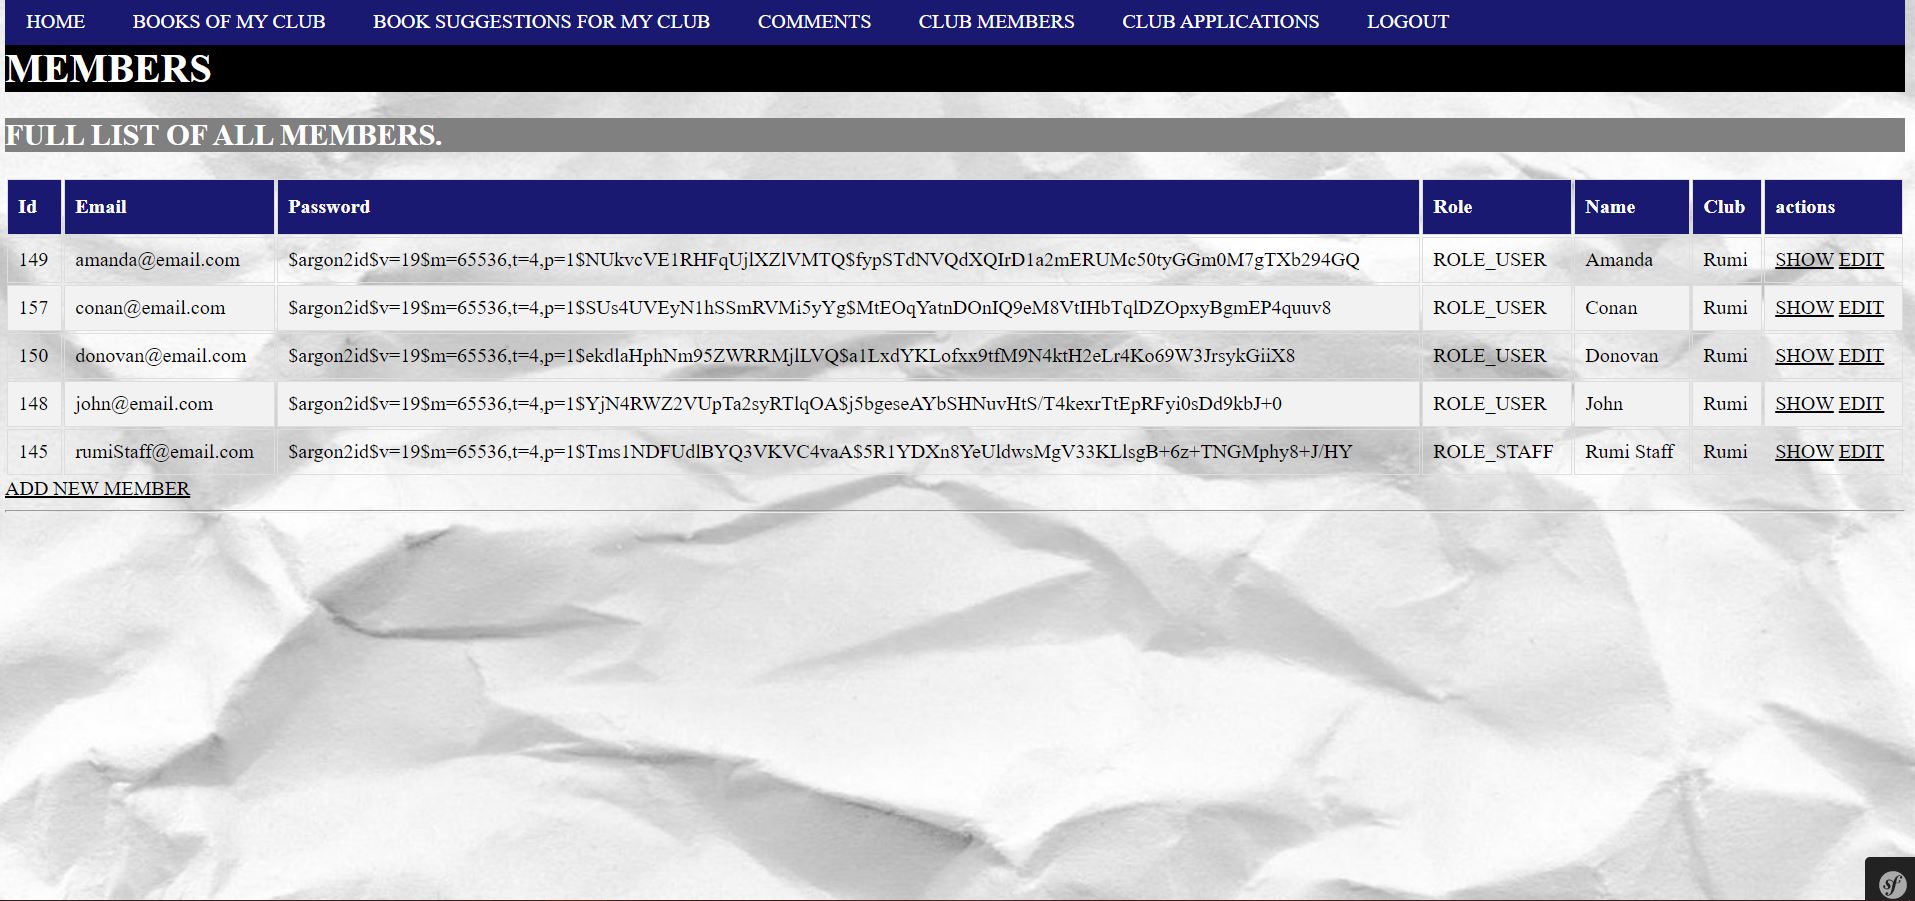 HOME BOOKS OF MY CLUB BOOK SUGGESTIONS FOR MY CLUB COMMENTS CLUB MEMBERS CLUB APPLICATIONS LOGOUT
MEMBERS
FULL LIST OF ALL MEMBERS.
Id Email Password Role Name Club actions
149 amanda@email.com $argon2id$v=19$m=65536,t=4,p=1$NUkvcVE1RHFqUjlXZlVMTQ$fypSTdNVQdXQIrD1a2mERUMc50tyGGm0M7gTXb294GQ ROLE_USER Amanda Rumi SHOW EDIT
157 conan@email.com $argon2id$v=19$m=65536,t=4,p=1$SUs4UVEyN1hSSmRVMi5yYg$MtEOqYatnDOnIQ9eM8VtIHbTqlDZOpxyBgmEP4quuv8 ROLE_USER Conan Rumi SHOW EDIT
150 donovan@email.com $argon2id$v=19$m=65536,t=4,p=1$ekdlaHphNm95ZWRRMjlLVQ$a1LxdYKLofxx9tfM9N4ktH2eLr4Ko69W3JrsykGiiX8 ROLE_USER Donovan Rumi SHOW EDIT
148 john@email.com $argon2id$v=19$m=65536,t=4,p=1$YjN4RWZ2VUpTa2syRTlqOA$j5bgeseAYbSHNuvHtS/T4kexrTtEpRFyi0sDd9kbJ+0 ROLE_USER John Rumi SHOW EDIT
145 rumiStaff@email.com $argon2id$v=19$m=65536,t=4,p=1$Tms1NDFUdlBYQ3VKVC4vaA$5R1YDXn8YeUldwsMgV33KLlsgB+6z+TNGMphy8+J/HY ROLE_STAFF Rumi Staff Rumi SHOW EDIT
ADD NEW MEMBER
sf